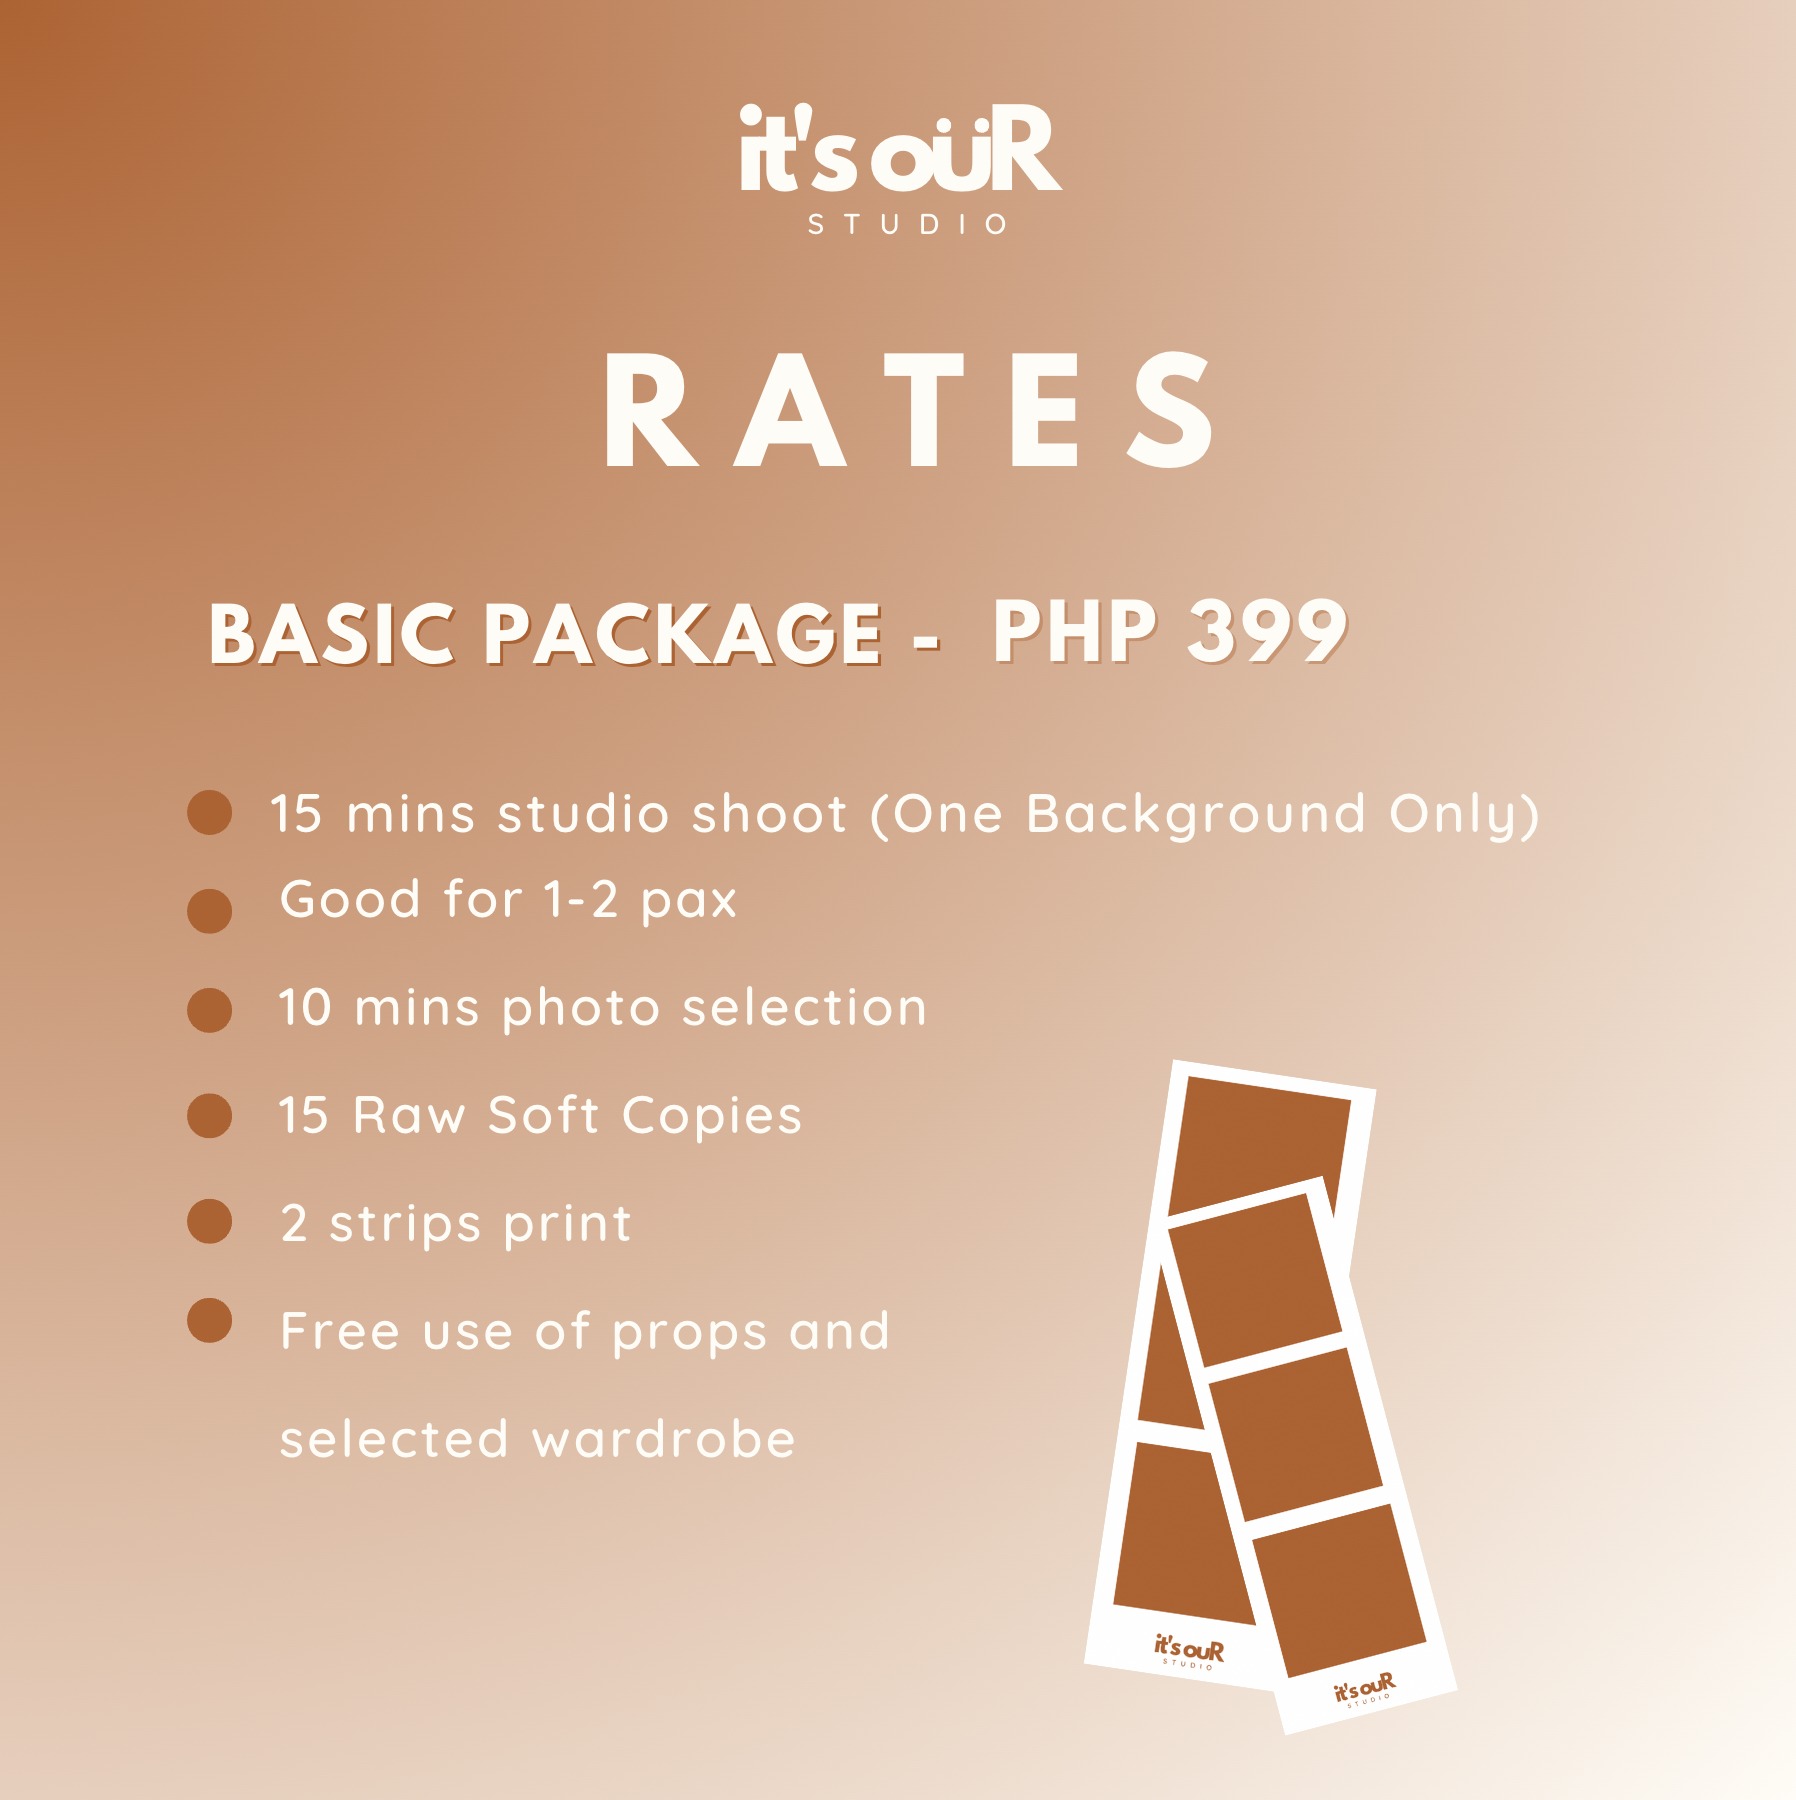 it's oüR
STUDIO
RATES
BASIC PACKAGE - PHP 399
15 mins studio shoot (One Background Only)
Good for 1-2 pax
10 mins photo selection
15 Raw Soft Copies
2 strips print
Free use of props and
selected wardrobe
it's ouR
STUDIO
it's ouR
STUDIO